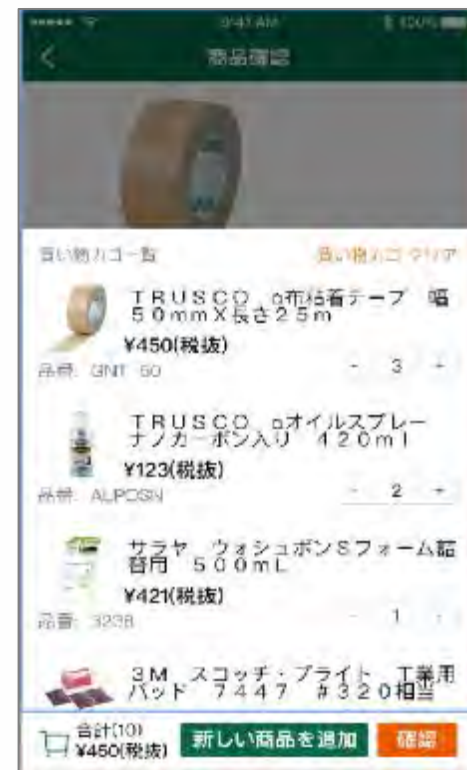 9:41 AM
100%
商品確認
買い物カゴ一覧
買い物カゴ クリア
TRUSCO α布粘着テープ 幅
50mmX長さ25m
¥450(税抜)
品番: GNT-50
- 3 +
TRUSCO αオイルスプレー
ナノカーボン入り 420ml
¥123(税抜)
品番:
- 2 +
サラヤ ウォシュボンSフォーム詰
替用 500mL
¥421(税抜)
品番: 3238
- 1 +
3M スコッチ・ブライト 工業用
パッド 7447 #320相当
合計(10)
¥450(税抜)
新しい商品を追加
確認